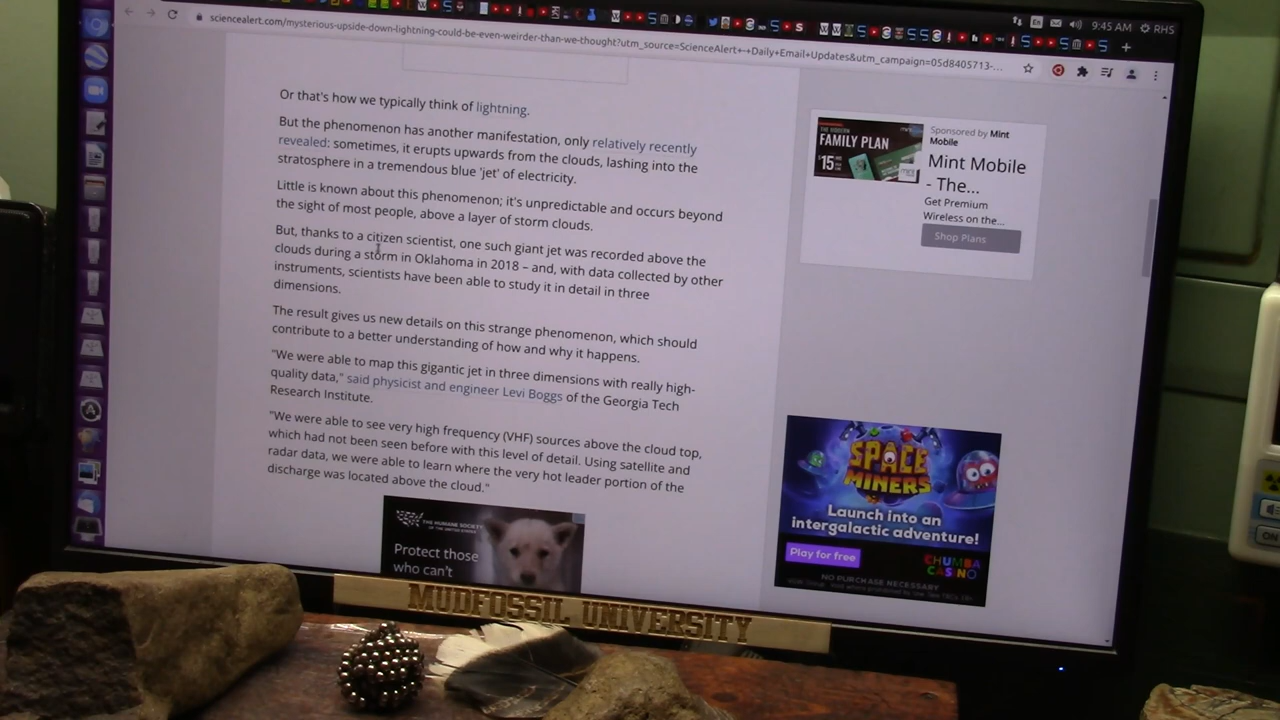 sciencealert.com/mysterious-upside-down-lightning-could-be-even-weirder-than-we-thought?utm_source=ScienceAlert+-+Daily+Email+Updates&utm_campaign=05d8405713-...
En
9:45 AM
RHS
Or that's how we typically think of lightning.
But the phenomenon has another manifestation, only relatively recently
revealed: sometimes, it erupts upwards from the clouds, lashing into the
stratosphere in a tremendous blue 'jet' of electricity.
Little is known about this phenomenon; it's unpredictable and occurs beyond
the sight of most people, above a layer of storm clouds.
But, thanks to a citizen scientist, one such giant jet was recorded above the
clouds during a storm in Oklahoma in 2018 – and, with data collected by other
instruments, scientists have been able to study it in detail in three
dimensions.
The result gives us new details on this strange phenomenon, which should
contribute to a better understanding of how and why it happens.
"We were able to map this gigantic jet in three dimensions with really high-
quality data," said physicist and engineer Levi Boggs of the Georgia Tech
Research Institute.
"We were able to see very high frequency (VHF) sources above the cloud top,
which had not been seen before with this level of detail. Using satellite and
radar data, we were able to learn where the very hot leader portion of the
discharge was located above the cloud."
THE HUMANE SOCIETY
Protect those
who can't
FAMILY PLAN
$15
Sponsored by Mint
Mobile
Mint Mobile
- The...
Get Premium
Wireless on the...
Shop Plans
SPACE
MINERS
Launch into an
intergalactic adventure!
Play for free
CHUMBA
CASINO
NO PURCHASE NECESSARY
MUDFOSSIL UNIVERSITY
ON